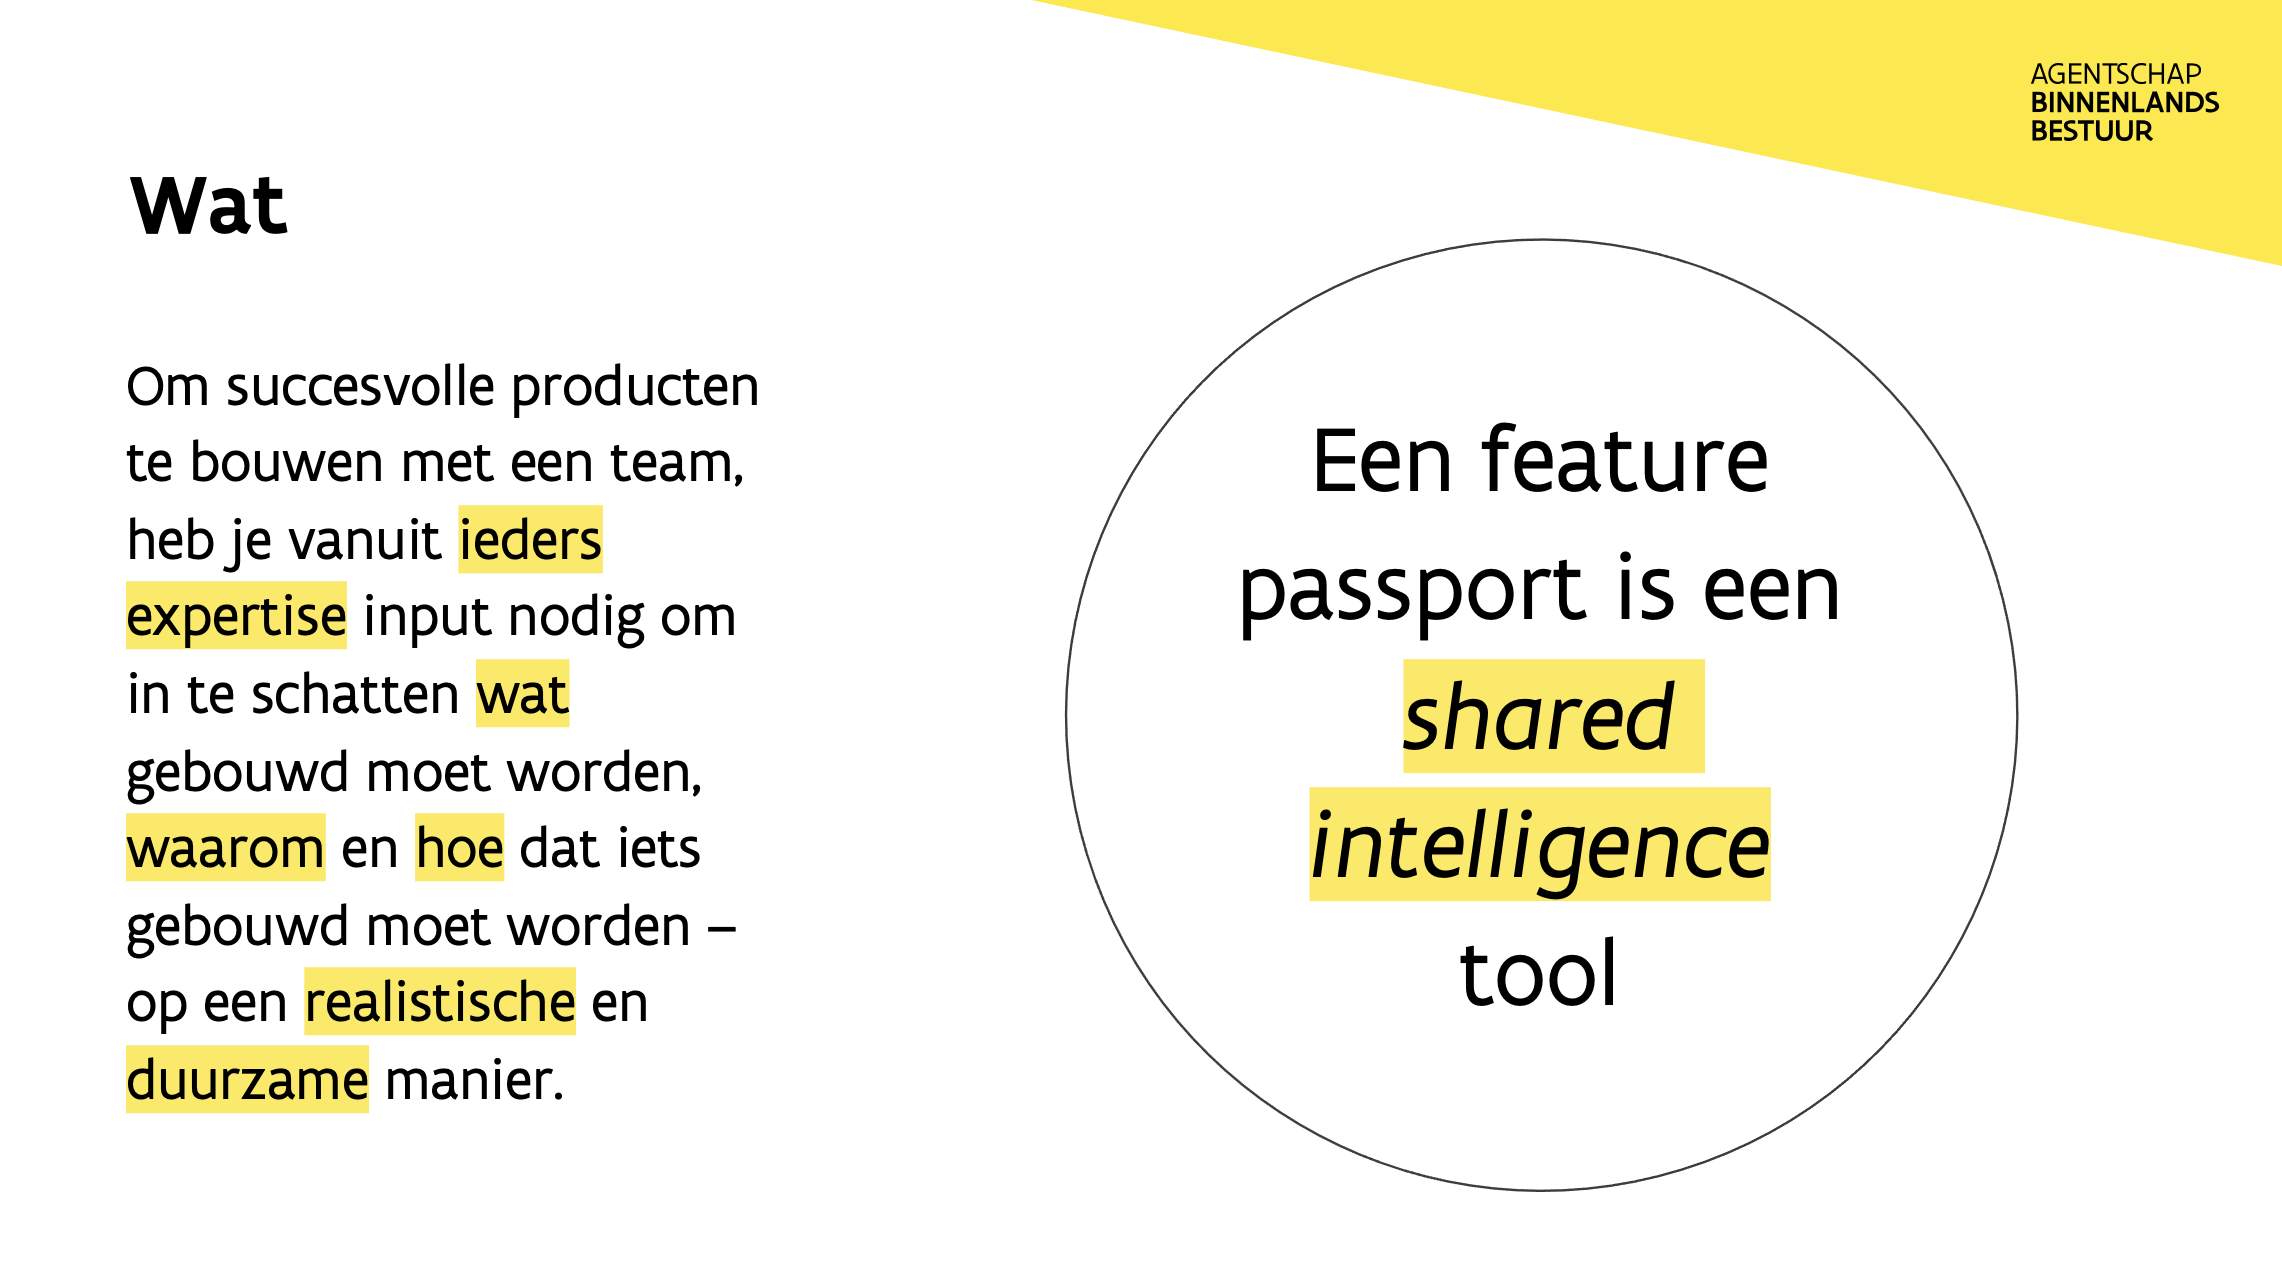 AGENTSCHAP
BINNENLANDS
BESTUUR
Wat
Om succesvolle producten
te bouwen met een team,
heb je vanuit ieders
expertise input nodig om
in te schatten wat
gebouwd moet worden,
waarom en hoe dat iets
gebouwd moet worden –
op een realistische en
duurzame manier.
Een feature
passport is een
shared
intelligence
tool